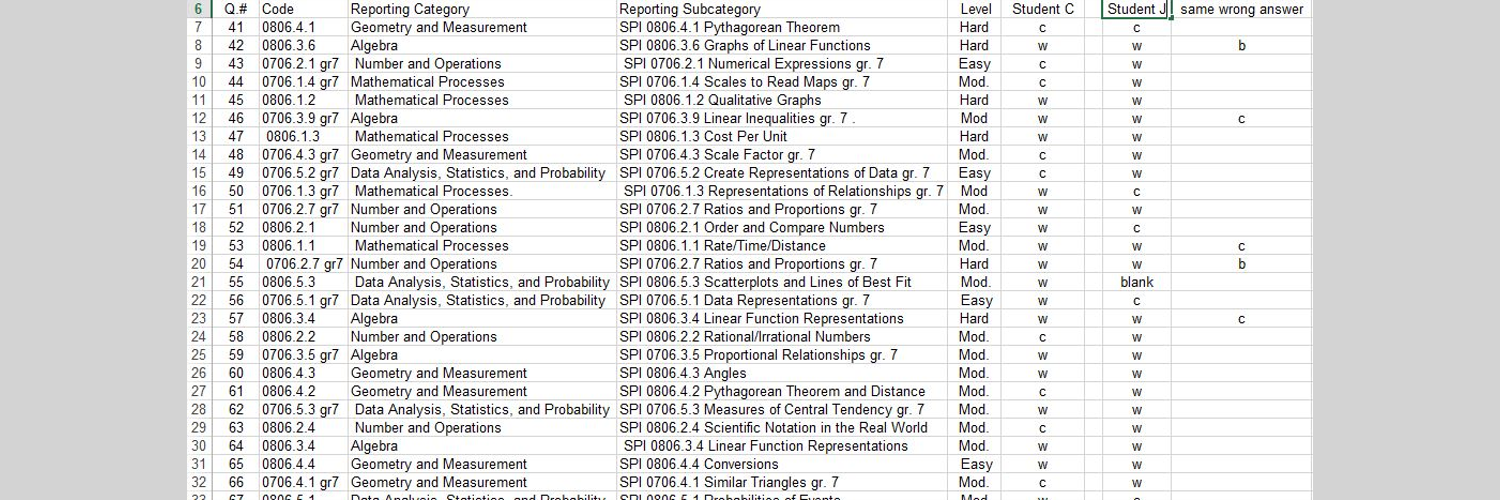 6 Q.# Code Reporting Category Reporting Subcategory Level Student C Student J same wrong answer
7 41 0806.4.1 Geometry and Measurement SPI 0806.4.1 Pythagorean Theorem Hard c c
8 42 0806.3.6 Algebra SPI 0806.3.6 Graphs of Linear Functions Hard w w b
9 43 0706.2.1 gr7 Number and Operations SPI 0706.2.1 Numerical Expressions gr. 7 Easy c w
10 44 0706.1.4 gr7 Mathematical Processes SPI 0706.1.4 Scales to Read Maps gr. 7 Mod. c w
11 45 0806.1.2 Mathematical Processes SPI 0806.1.2 Qualitative Graphs Hard w w
12 46 0706.3.9 gr7 Algebra SPI 0706.3.9 Linear Inequalities gr. 7 . Mod w w c
13 47 0806.1.3 Mathematical Processes SPI 0806.1.3 Cost Per Unit Hard w w
14 48 0706.4.3 gr7 Geometry and Measurement SPI 0706.4.3 Scale Factor gr. 7 Mod. c w
15 49 0706.5.2 gr7 Data Analysis, Statistics, and Probability SPI 0706.5.2 Create Representations of Data gr. 7 Easy c w
16 50 0706.1.3 gr7 Mathematical Processes. SPI 0706.1.3 Representations of Relationships gr. 7 Mod w c
17 51 0706.2.7 gr7 Number and Operations SPI 0706.2.7 Ratios and Proportions gr. 7 Mod. w w
18 52 0806.2.1 Number and Operations SPI 0806.2.1 Order and Compare Numbers Easy w c
19 53 0806.1.1 Mathematical Processes SPI 0806.1.1 Rate/Time/Distance Mod. w w c
20 54 0706.2.7 gr7 Number and Operations SPI 0706.2.7 Ratios and Proportions gr. 7 Hard w w b
21 55 0806.5.3 Data Analysis, Statistics, and Probability SPI 0806.5.3 Scatterplots and Lines of Best Fit Mod. w blank
22 56 0706.5.1 gr7 Data Analysis, Statistics, and Probability SPI 0706.5.1 Data Representations gr. 7 Easy w c
23 57 0806.3.4 Algebra SPI 0806.3.4 Linear Function Representations Hard w w c
24 58 0806.2.2 Number and Operations SPI 0806.2.2 Rational/Irrational Numbers Mod. c w
25 59 0706.3.5 gr7 Algebra SPI 0706.3.5 Proportional Relationships gr. 7 Mod. w w
26 60 0806.4.3 Geometry and Measurement SPI 0806.4.3 Angles Mod. w w
27 61 0806.4.2 Geometry and Measurement SPI 0806.4.2 Pythagorean Theorem and Distance Mod. c w
28 62 0706.5.3 gr7 Data Analysis, Statistics, and Probability SPI 0706.5.3 Measures of Central Tendency gr. 7 Mod. w w
29 63 0806.2.4 Number and Operations SPI 0806.2.4 Scientific Notation in the Real World Mod. c w
30 64 0806.3.4 Algebra SPI 0806.3.4 Linear Function Representations Mod. w w
31 65 0806.4.4 Geometry and Measurement SPI 0806.4.4 Conversions Easy w w
32 66 0706.4.1 gr7 Geometry and Measurement SPI 0706.4.1 Similar Triangles gr. 7 Mod. c w